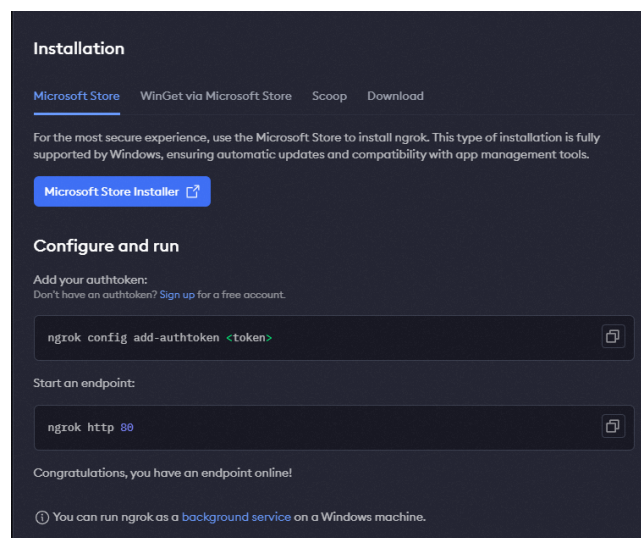 Installation
Microsoft Store WinGet via Microsoft Store Scoop Download
For the most secure experience, use the Microsoft Store to install ngrok. This type of installation is fully
supported by Windows, ensuring automatic updates and compatibility with app management tools.
Microsoft Store Installer
Configure and run
Add your authtoken:
Don't have an authtoken? Sign up for a free account.
ngrok config add-authtoken <token>
Start an endpoint:
ngrok http 80
Congratulations, you have an endpoint online!
You can run ngrok as a background service on a Windows machine.